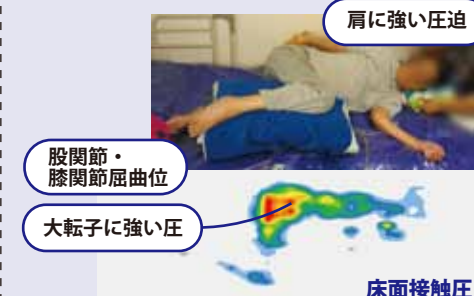 肩に強い圧迫
股関節・
膝関節屈曲位
大転子に強い圧
床面接触圧